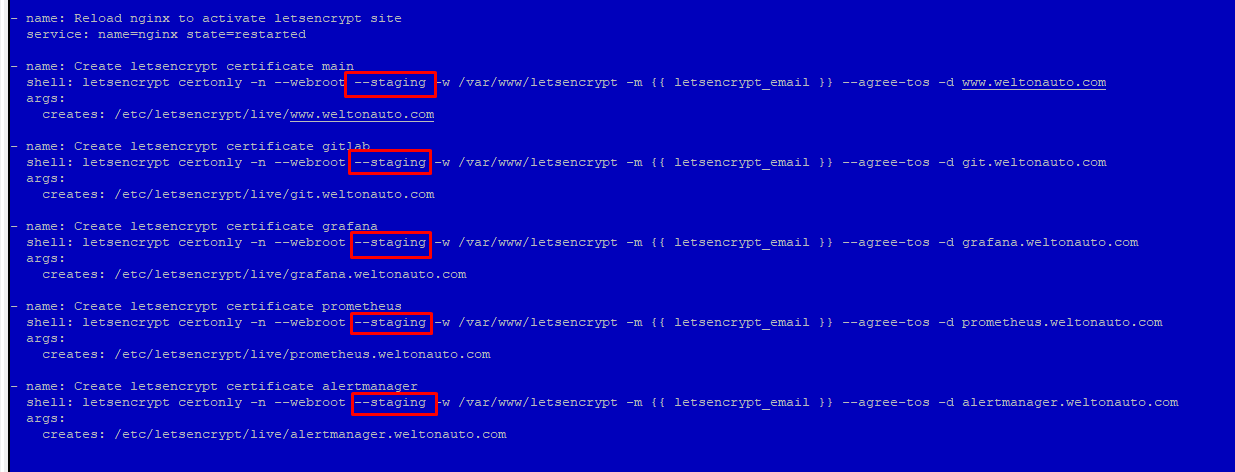 - name: Reload nginx to activate letsencrypt site
  service: name=nginx state=restarted
- name: Create letsencrypt certificate main
  shell: letsencrypt certonly -n --webroot --staging -w /var/www/letsencrypt -m {{ letsencrypt_email }} --agree-tos -d www.weltonauto.com
  args:
    creates: /etc/letsencrypt/live/www.weltonauto.com
- name: Create letsencrypt certificate gitlab
  shell: letsencrypt certonly -n --webroot --staging -w /var/www/letsencrypt -m {{ letsencrypt_email }} --agree-tos -d git.weltonauto.com
  args:
    creates: /etc/letsencrypt/live/git.weltonauto.com
- name: Create letsencrypt certificate grafana
  shell: letsencrypt certonly -n --webroot --staging -w /var/www/letsencrypt -m {{ letsencrypt_email }} --agree-tos -d grafana.weltonauto.com
  args:
    creates: /etc/letsencrypt/live/grafana.weltonauto.com
- name: Create letsencrypt certificate prometheus
  shell: letsencrypt certonly -n --webroot --staging -w /var/www/letsencrypt -m {{ letsencrypt_email }} --agree-tos -d prometheus.weltonauto.com
  args:
    creates: /etc/letsencrypt/live/prometheus.weltonauto.com
- name: Create letsencrypt certificate alertmanager
  shell: letsencrypt certonly -n --webroot --staging -w /var/www/letsencrypt -m {{ letsencrypt_email }} --agree-tos -d alertmanager.weltonauto.com
  args:
    creates: /etc/letsencrypt/live/alertmanager.weltonauto.com